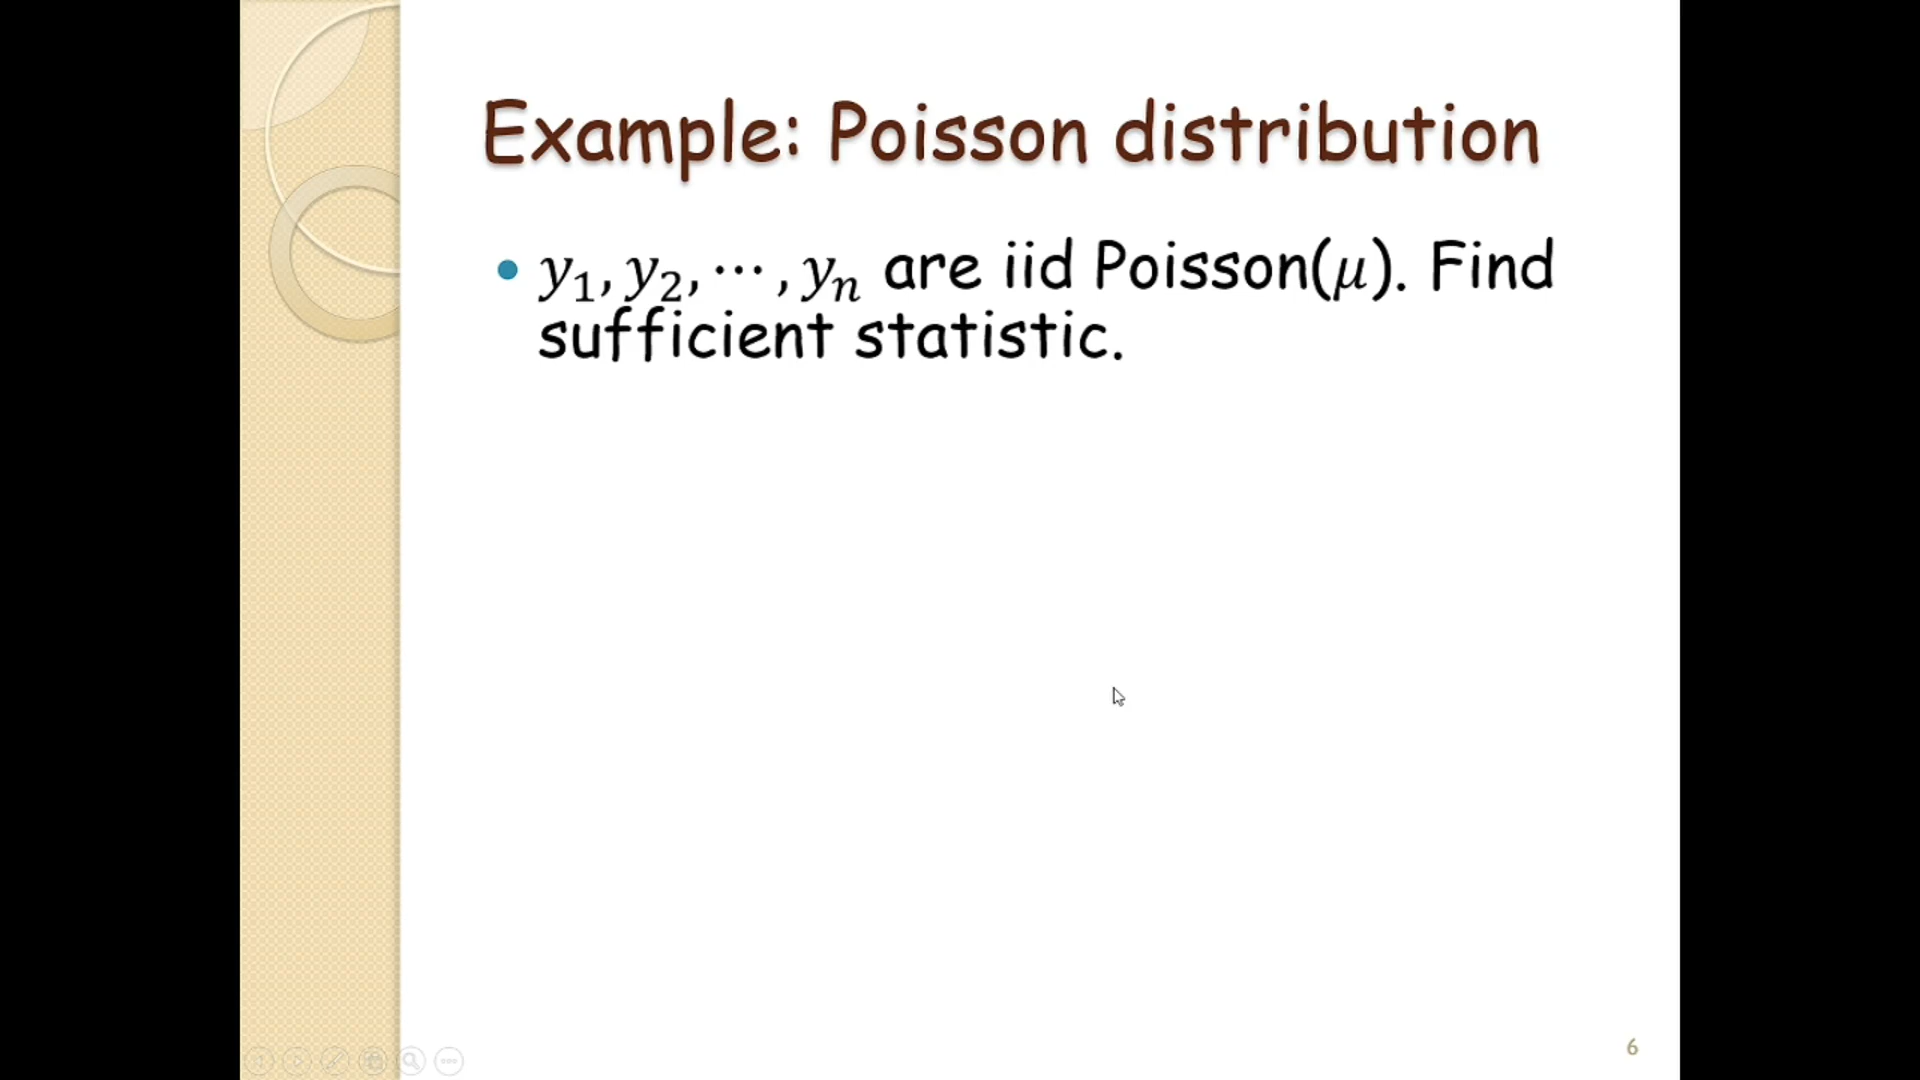 Example: Poisson distribution
• y₁, y₂, ⋯ , yₙ are iid Poisson(μ). Find
sufficient statistic.
6